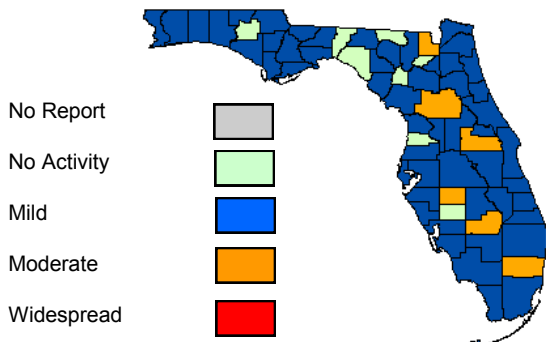 No Report
No Activity
Mild
Moderate
Widespread